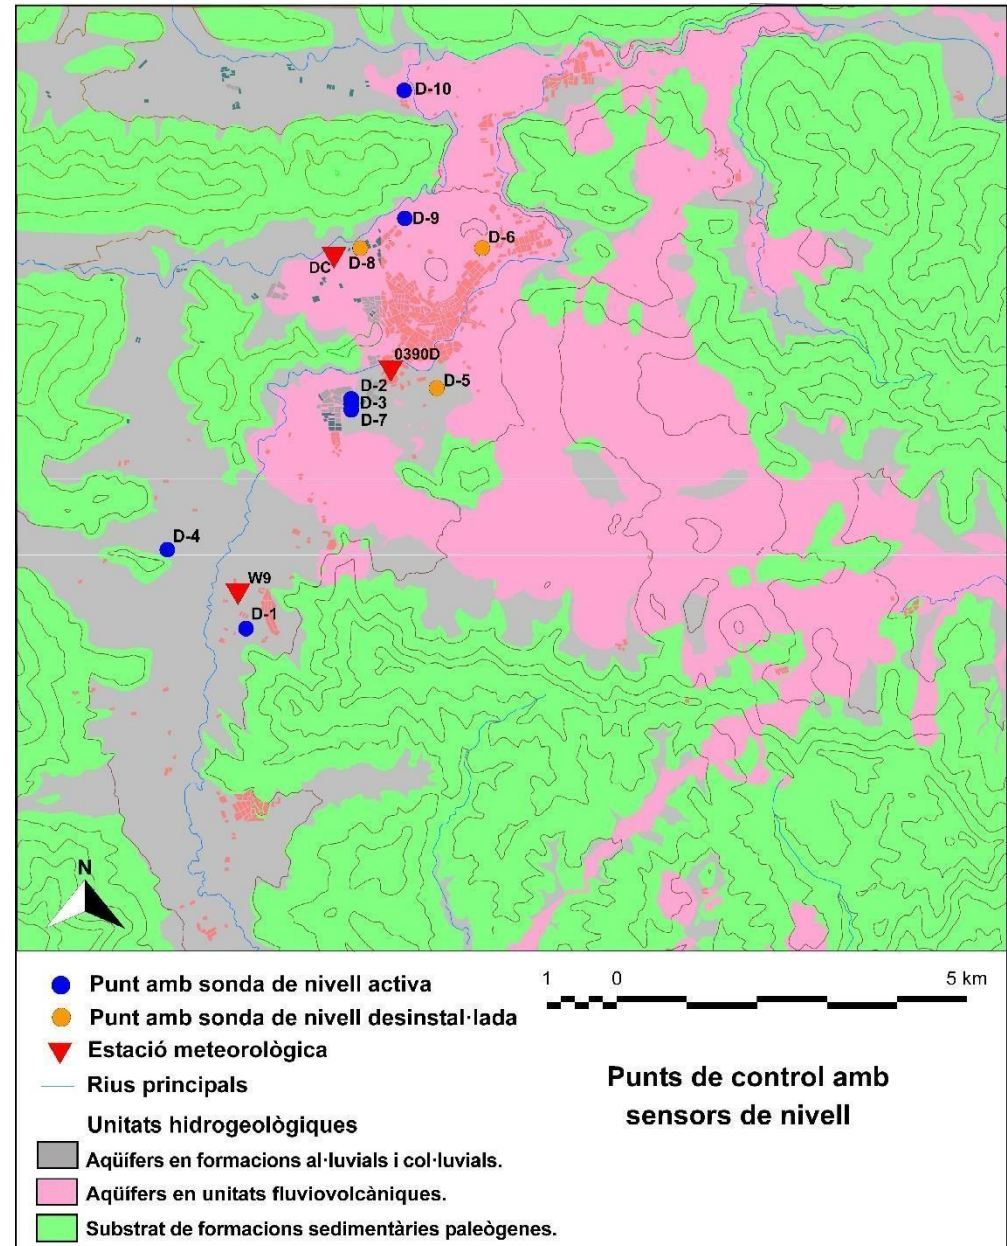 D-10
D-9
D-6
D-8
DC
0390D
D-2
D-5
D-3
D-7
D-4
W9
D-1
N
Punt amb sonda de nivell activa
Punt amb sonda de nivell desinstal·lada
Estació meteorològica
Rius principals
Unitats hidrogeològiques
Aqüífers en formacions al·luvials i col·luvials.
Aqüífers en unitats fluviovolcàniques.
Substrat de formacions sedimentàries paleògenes.
1 0 5 km
Punts de control amb
sensors de nivell